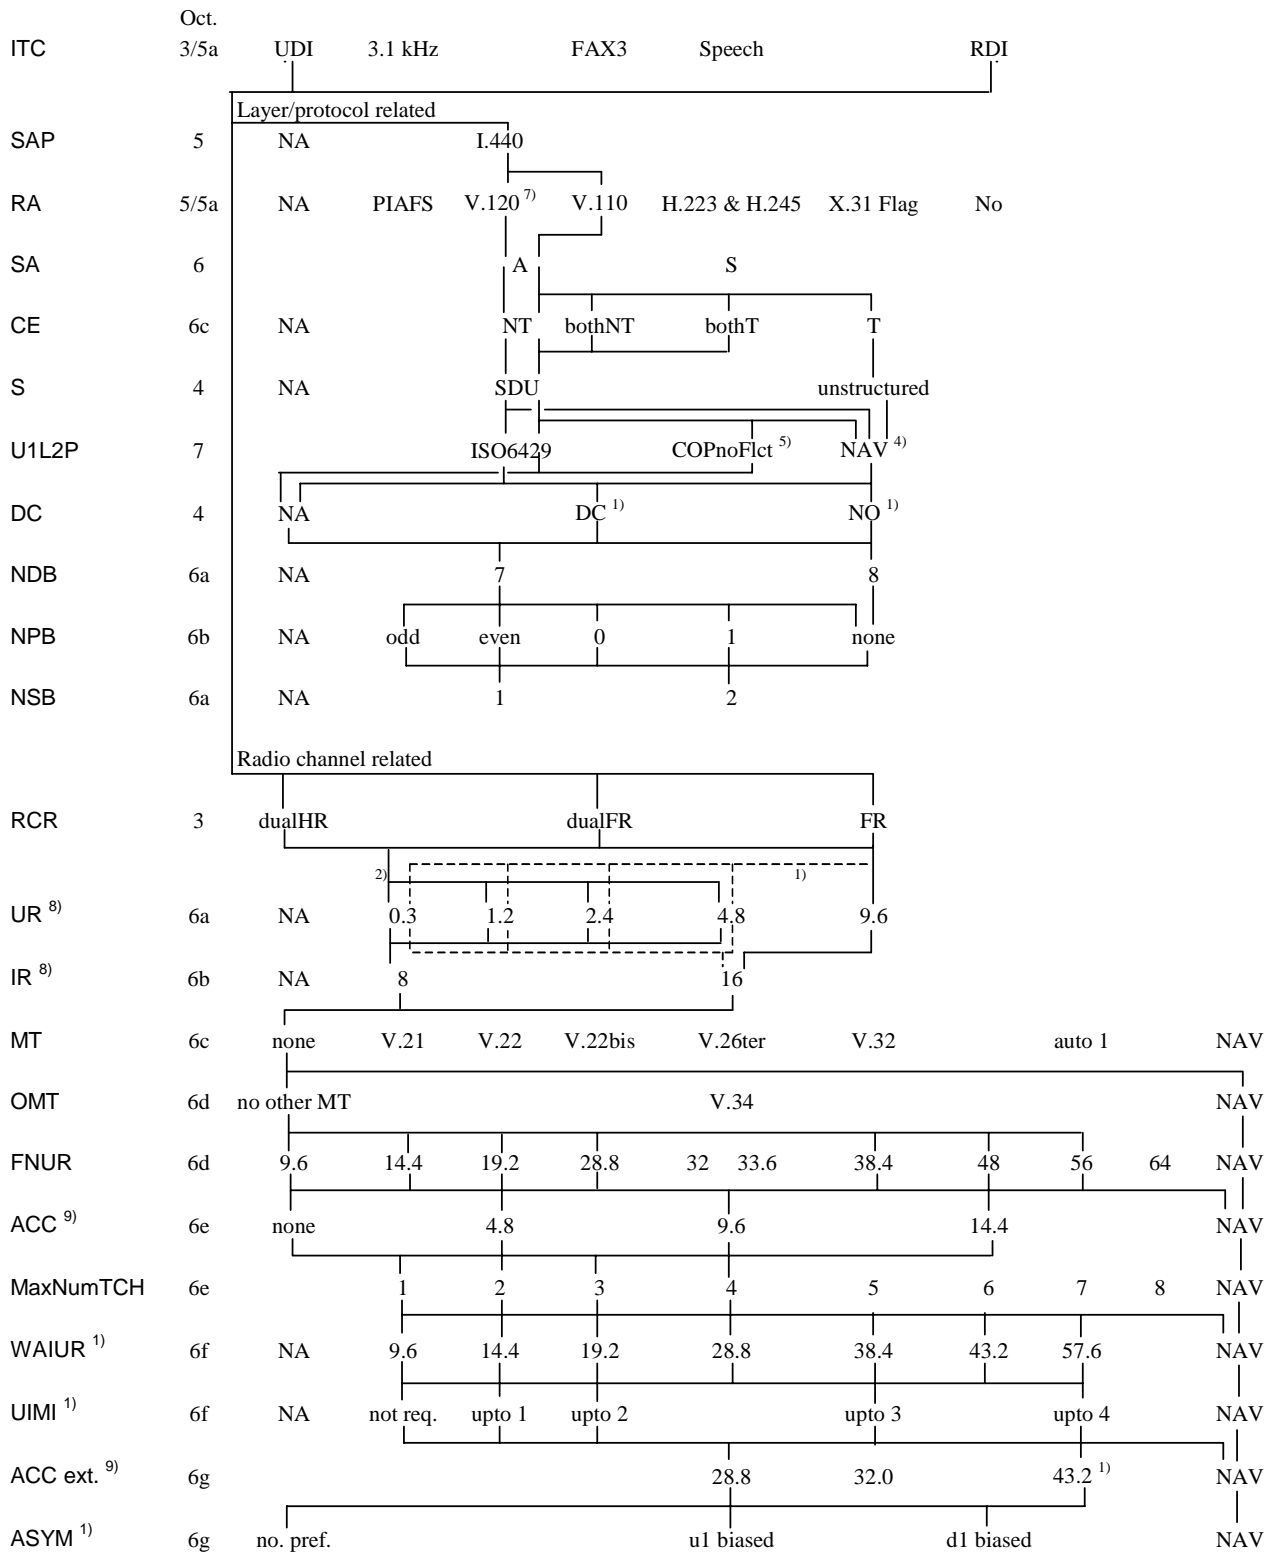 Oct.
ITC 3/5a UDI 3.1 kHz FAX3 Speech RDI
Layer/protocol related
SAP 5 NA I.440
RA 5/5a NA PIAFS V.120 7) V.110 H.223 & H.245 X.31 Flag No
SA 6 A S
CE 6c NA NT bothNT bothT T
S 4 NA SDU unstructured
U1L2P 7 ISO6429 COPnoFlct 5) NAV 4)
DC 4 NA DC 1) NO 1)
NDB 6a NA 7 8
NPB 6b NA odd even 0 1 none
NSB 6a NA 1 2
Radio channel related
RCR 3 dualHR dualFR FR
2) 1)
UR 8) 6a NA 0.3 1.2 2.4 4.8 9.6
IR 8) 6b NA 8 16
MT 6c none V.21 V.22 V.22bis V.26ter V.32 auto 1 NAV
OMT 6d no other MT V.34 NAV
FNUR 6d 9.6 14.4 19.2 28.8 32 33.6 38.4 48 56 64 NAV
ACC 9) 6e none 4.8 9.6 14.4 NAV
MaxNumTCH 6e 1 2 3 4 5 6 7 8 NAV
WAIUR 1) 6f NA 9.6 14.4 19.2 28.8 38.4 43.2 57.6 NAV
UIMI 1) 6f NA not req. upto 1 upto 2 upto 3 upto 4 NAV
ACC ext. 9) 6g 28.8 32.0 43.2 1) NAV
ASYM 1) 6g no. pref. u1 biased d1 biased NAV